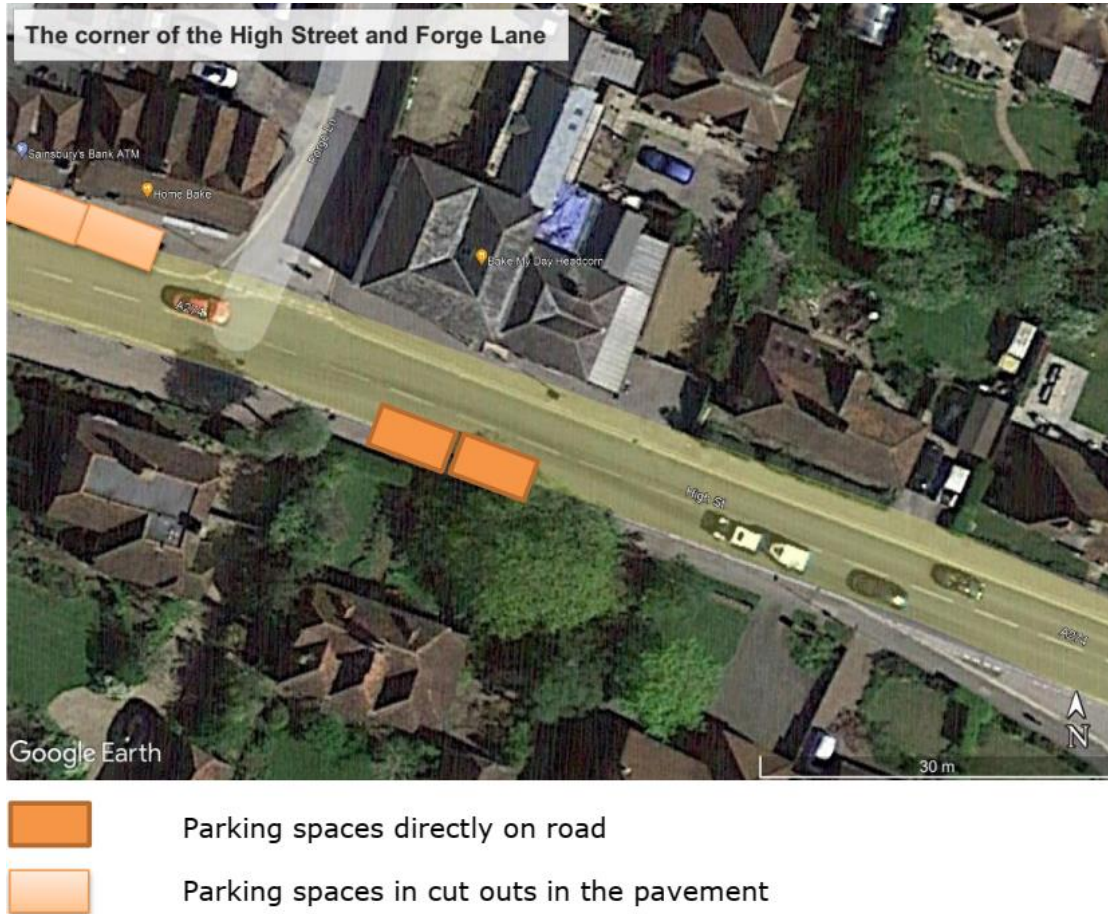 The corner of the High Street and Forge Lane
Forge Ln
Sainsbury's Bank ATM
Home Bake
Bake My Day Headcorn
A274
High St
A274
N
Google Earth
30 m
Parking spaces directly on road
Parking spaces in cut outs in the pavement